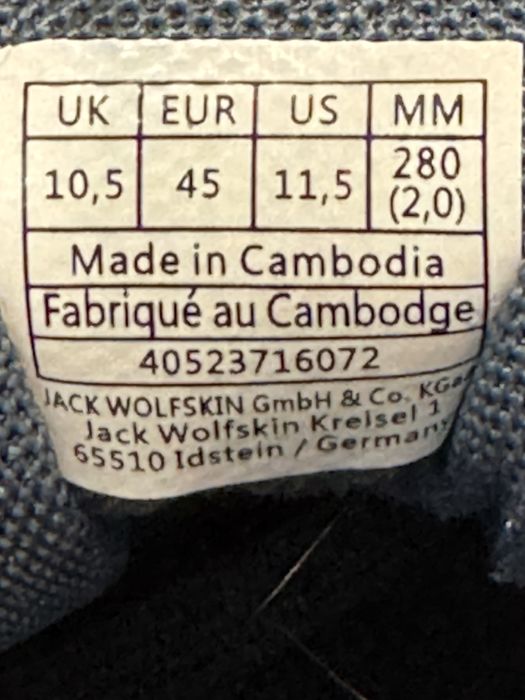 UK EUR US MM
10,5 45 11,5 280 (2,0)
Made in Cambodia
Fabriqué au Cambodge
40523716072
JACK WOLFSKIN GmbH & Co. KGaA
Jack Wolfskin Kreisel 1
65510 Idstein / Germany